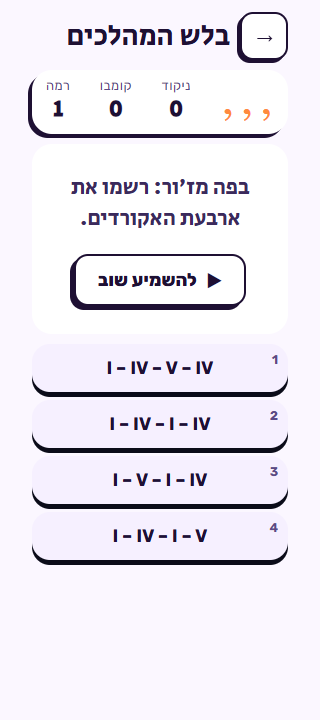 בלש המהלכים →
, , ,
ניקוד קומבו רמה
0 0 1
בפה מז׳ור: רשמו את
ארבעת האקורדים.
▶ להשמיע שוב
1 I – IV – V – IV
2 I – IV – I – IV
3 I – V – I – IV
4 I – IV – I – V